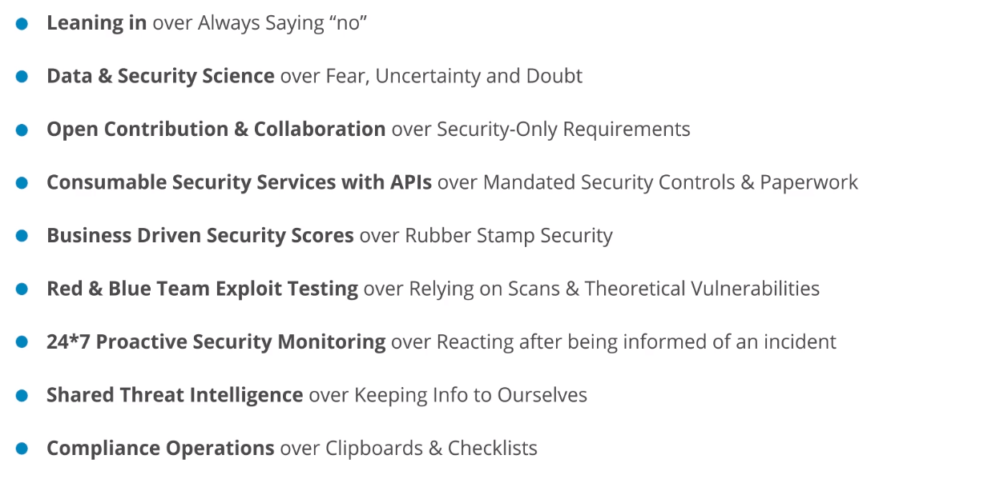 Leaning in over Always Saying “no”
Data & Security Science over Fear, Uncertainty and Doubt
Open Contribution & Collaboration over Security-Only Requirements
Consumable Security Services with APIs over Mandated Security Controls & Paperwork
Business Driven Security Scores over Rubber Stamp Security
Red & Blue Team Exploit Testing over Relying on Scans & Theoretical Vulnerabilities
24*7 Proactive Security Monitoring over Reacting after being informed of an incident
Shared Threat Intelligence over Keeping Info to Ourselves
Compliance Operations over Clipboards & Checklists